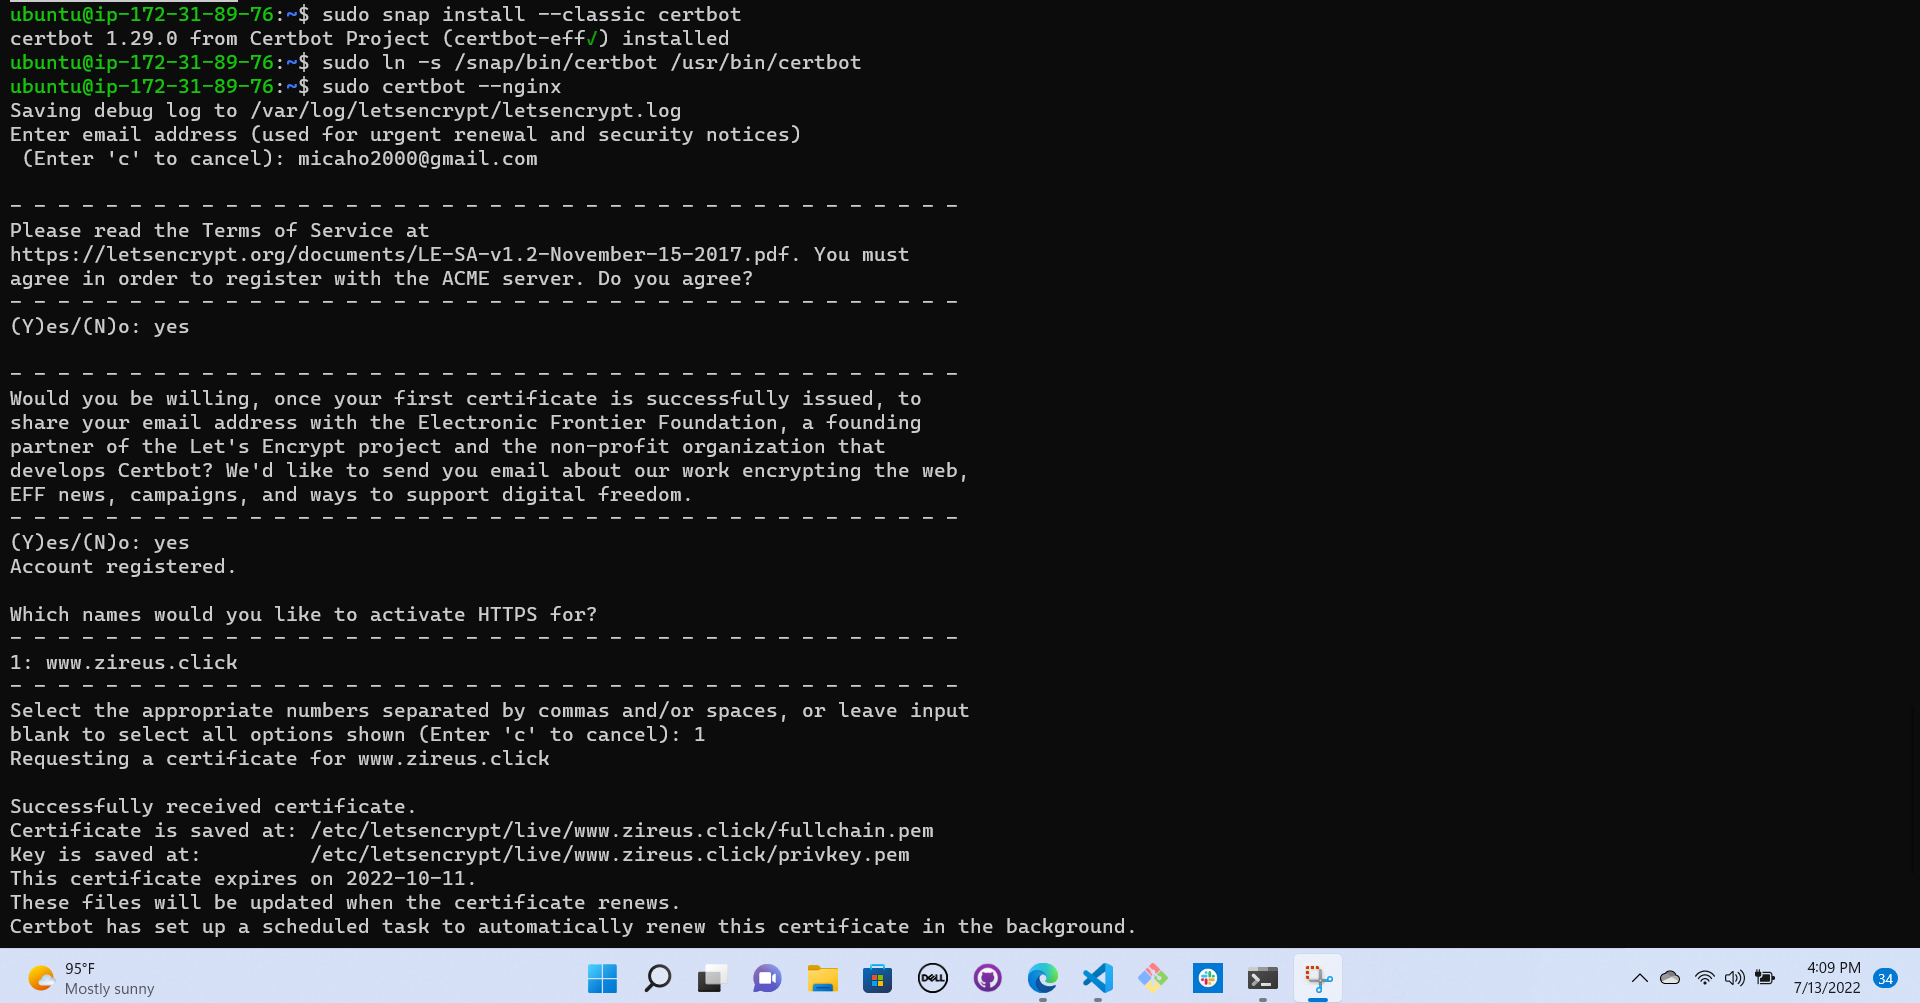 ubuntu@ip-172-31-89-76:~$ sudo snap install --classic certbot
certbot 1.29.0 from Certbot Project (certbot-eff✓) installed
ubuntu@ip-172-31-89-76:~$ sudo ln -s /snap/bin/certbot /usr/bin/certbot
ubuntu@ip-172-31-89-76:~$ sudo certbot --nginx
Saving debug log to /var/log/letsencrypt/letsencrypt.log
Enter email address (used for urgent renewal and security notices)
 (Enter 'c' to cancel): micaho2000@gmail.com
- - - - - - - - - - - - - - - - - - - - - - - - - - - - - - - - - - - - - - - -
Please read the Terms of Service at
https://letsencrypt.org/documents/LE-SA-v1.2-November-15-2017.pdf. You must
agree in order to register with the ACME server. Do you agree?
- - - - - - - - - - - - - - - - - - - - - - - - - - - - - - - - - - - - - - - -
(Y)es/(N)o: yes
- - - - - - - - - - - - - - - - - - - - - - - - - - - - - - - - - - - - - - - -
Would you be willing, once your first certificate is successfully issued, to
share your email address with the Electronic Frontier Foundation, a founding
partner of the Let's Encrypt project and the non-profit organization that
develops Certbot? We'd like to send you email about our work encrypting the web,
EFF news, campaigns, and ways to support digital freedom.
- - - - - - - - - - - - - - - - - - - - - - - - - - - - - - - - - - - - - - - -
(Y)es/(N)o: yes
Account registered.
Which names would you like to activate HTTPS for?
- - - - - - - - - - - - - - - - - - - - - - - - - - - - - - - - - - - - - - - -
1: www.zireus.click
- - - - - - - - - - - - - - - - - - - - - - - - - - - - - - - - - - - - - - - -
Select the appropriate numbers separated by commas and/or spaces, or leave input
blank to select all options shown (Enter 'c' to cancel): 1
Requesting a certificate for www.zireus.click
Successfully received certificate.
Certificate is saved at: /etc/letsencrypt/live/www.zireus.click/fullchain.pem
Key is saved at:         /etc/letsencrypt/live/www.zireus.click/privkey.pem
This certificate expires on 2022-10-11.
These files will be updated when the certificate renews.
Certbot has set up a scheduled task to automatically renew this certificate in the background.
95°F
Mostly sunny
DELL
4:09 PM
7/13/2022
34